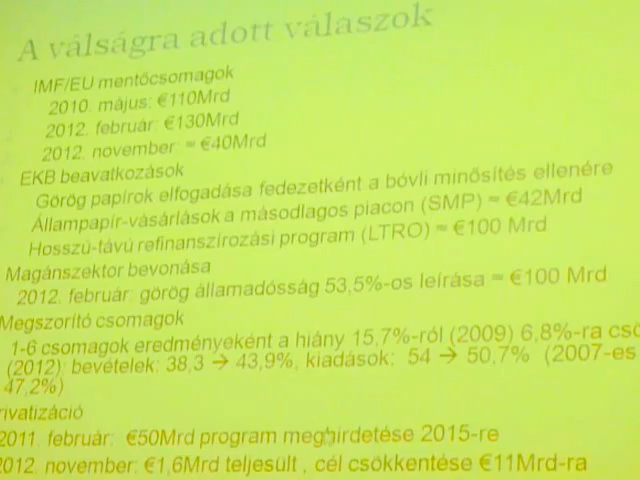 A válságra adott válaszok
IMF/EU mentőcsomagok
2010. május: €110Mrd
2012. február: €130Mrd
2012. november: ≈ €40Mrd
EKB beavatkozások
Görög papírok elfogadása fedezetként a bóvli minősítés ellenére
Állampapír-vásárlások a másodlagos piacon (SMP) ≈ €42Mrd
Hosszú-távú refinanszírozási program (LTRO) ≈ €100 Mrd
Magánszektor bevonása
2012. február: görög államadósság 53,5%-os leírása ≈ €100 Mrd
Megszorító csomagok
1-6 csomagok eredményeként a hiány 15,7%-ról (2009) 6,8%-ra csö
(2012): bevételek: 38,3 → 43,9%, kiadások: 54 → 50,7% (2007-es
47,2%)
rivatizáció
2011. február: €50Mrd program meghirdetése 2015-re
2012. november: €1,6Mrd teljesült , cél csökkentése €11Mrd-ra